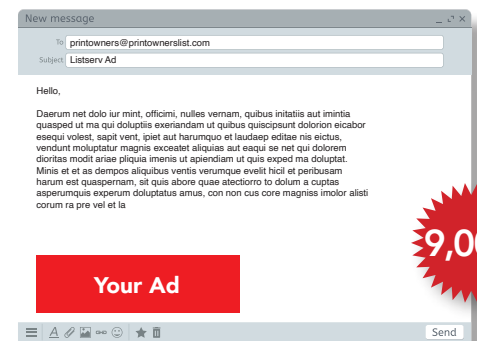 New message
To printowners@printownerslist.com
Subject Listserv Ad
Hello,
Daerum net dolo iur mint, officimi, nulles vernam, quibus initatiis aut imintia
quasped ut ma qui doluptiis exeriandam ut quibus quiscipsunt dolorion eicabor
esequi volest, sapit vent, ipiet aut harumquo et laudaep editae nis eictus,
vendunt moluptatur magnis exceatet aliquias aut eaqui se net qui dolorem
dioritas modit ariae pliquia imenis ut apiendiam ut quis exped ma doluptat.
Minis et et as dempos aliquibus ventis verumque evelit hicil et peribusam
harum est quaspernam, sit quis abore quae atectiorro to dolum a cuptas
asperumquis experum doluptatus amus, con non cus core magniss imolor alisti
corum ra pre vel et la
9,00
Your Ad
Send